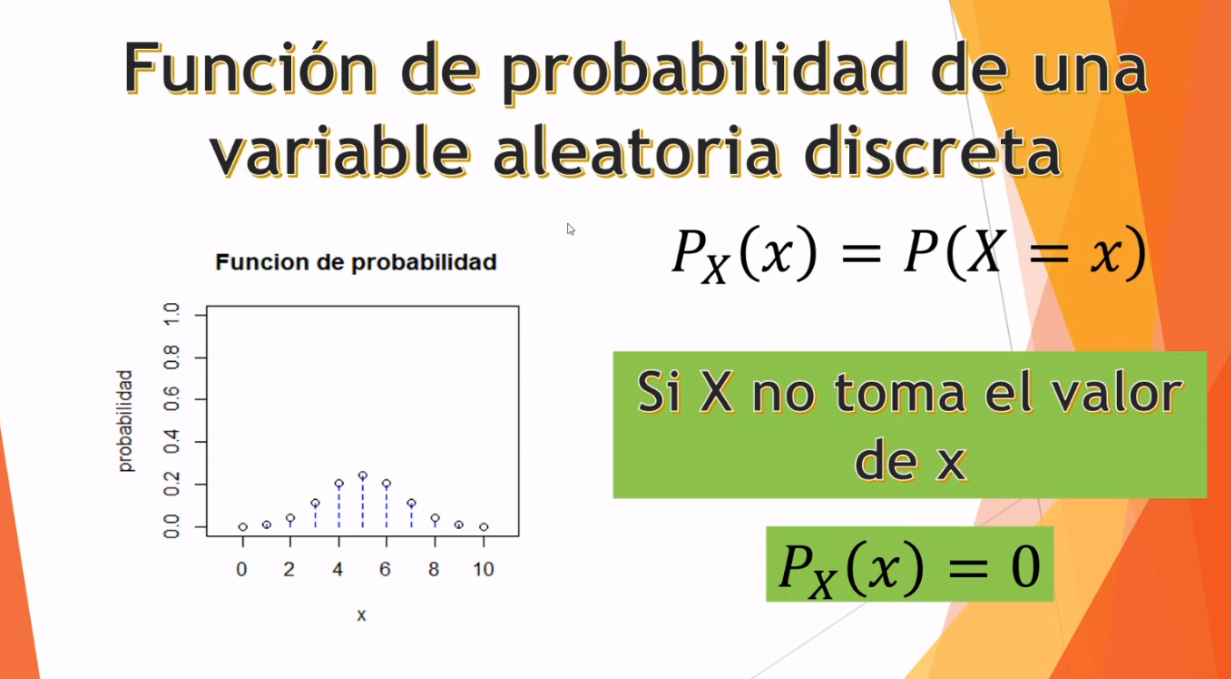 Función de probabilidad de una
variable aleatoria discreta
P_X(x) = P(X = x)
Funcion de probabilidad
probabilidad
1.0
0.8
0.6
0.4
0.2
0.0
0 2 4 6 8 10
x
Si X no toma el valor
de x
P_X(x) = 0